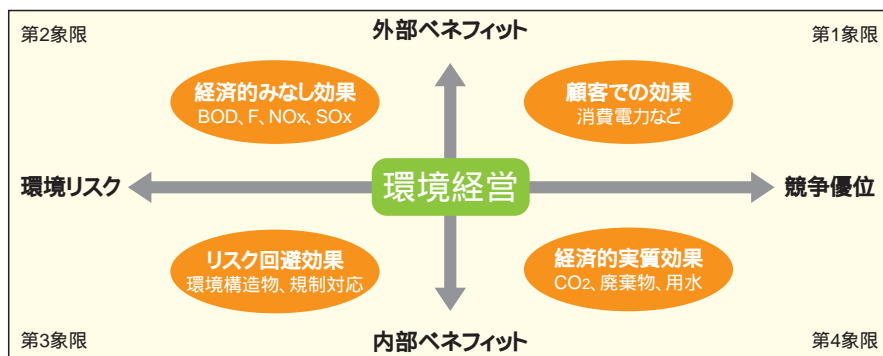 第2象限
外部ベネフィット
第1象限
経済的みなし効果
BOD、F、NOx、SOx
顧客での効果
消費電力など
環境リスク
環境経営
競争優位
リスク回避効果
環境構造物、規制対応
経済的実質効果
CO2、廃棄物、用水
第3象限
内部ベネフィット
第4象限